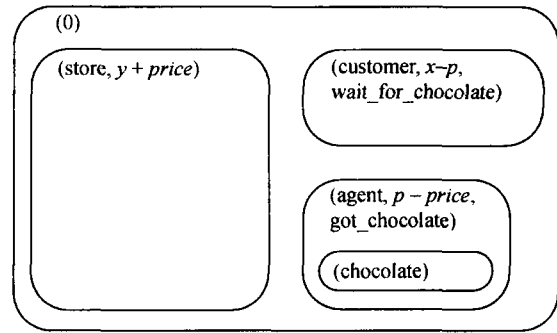 (0)
(store, y + price)
(customer, x–p,
wait_for_chocolate)
(agent, p – price,
got_chocolate)
(chocolate)